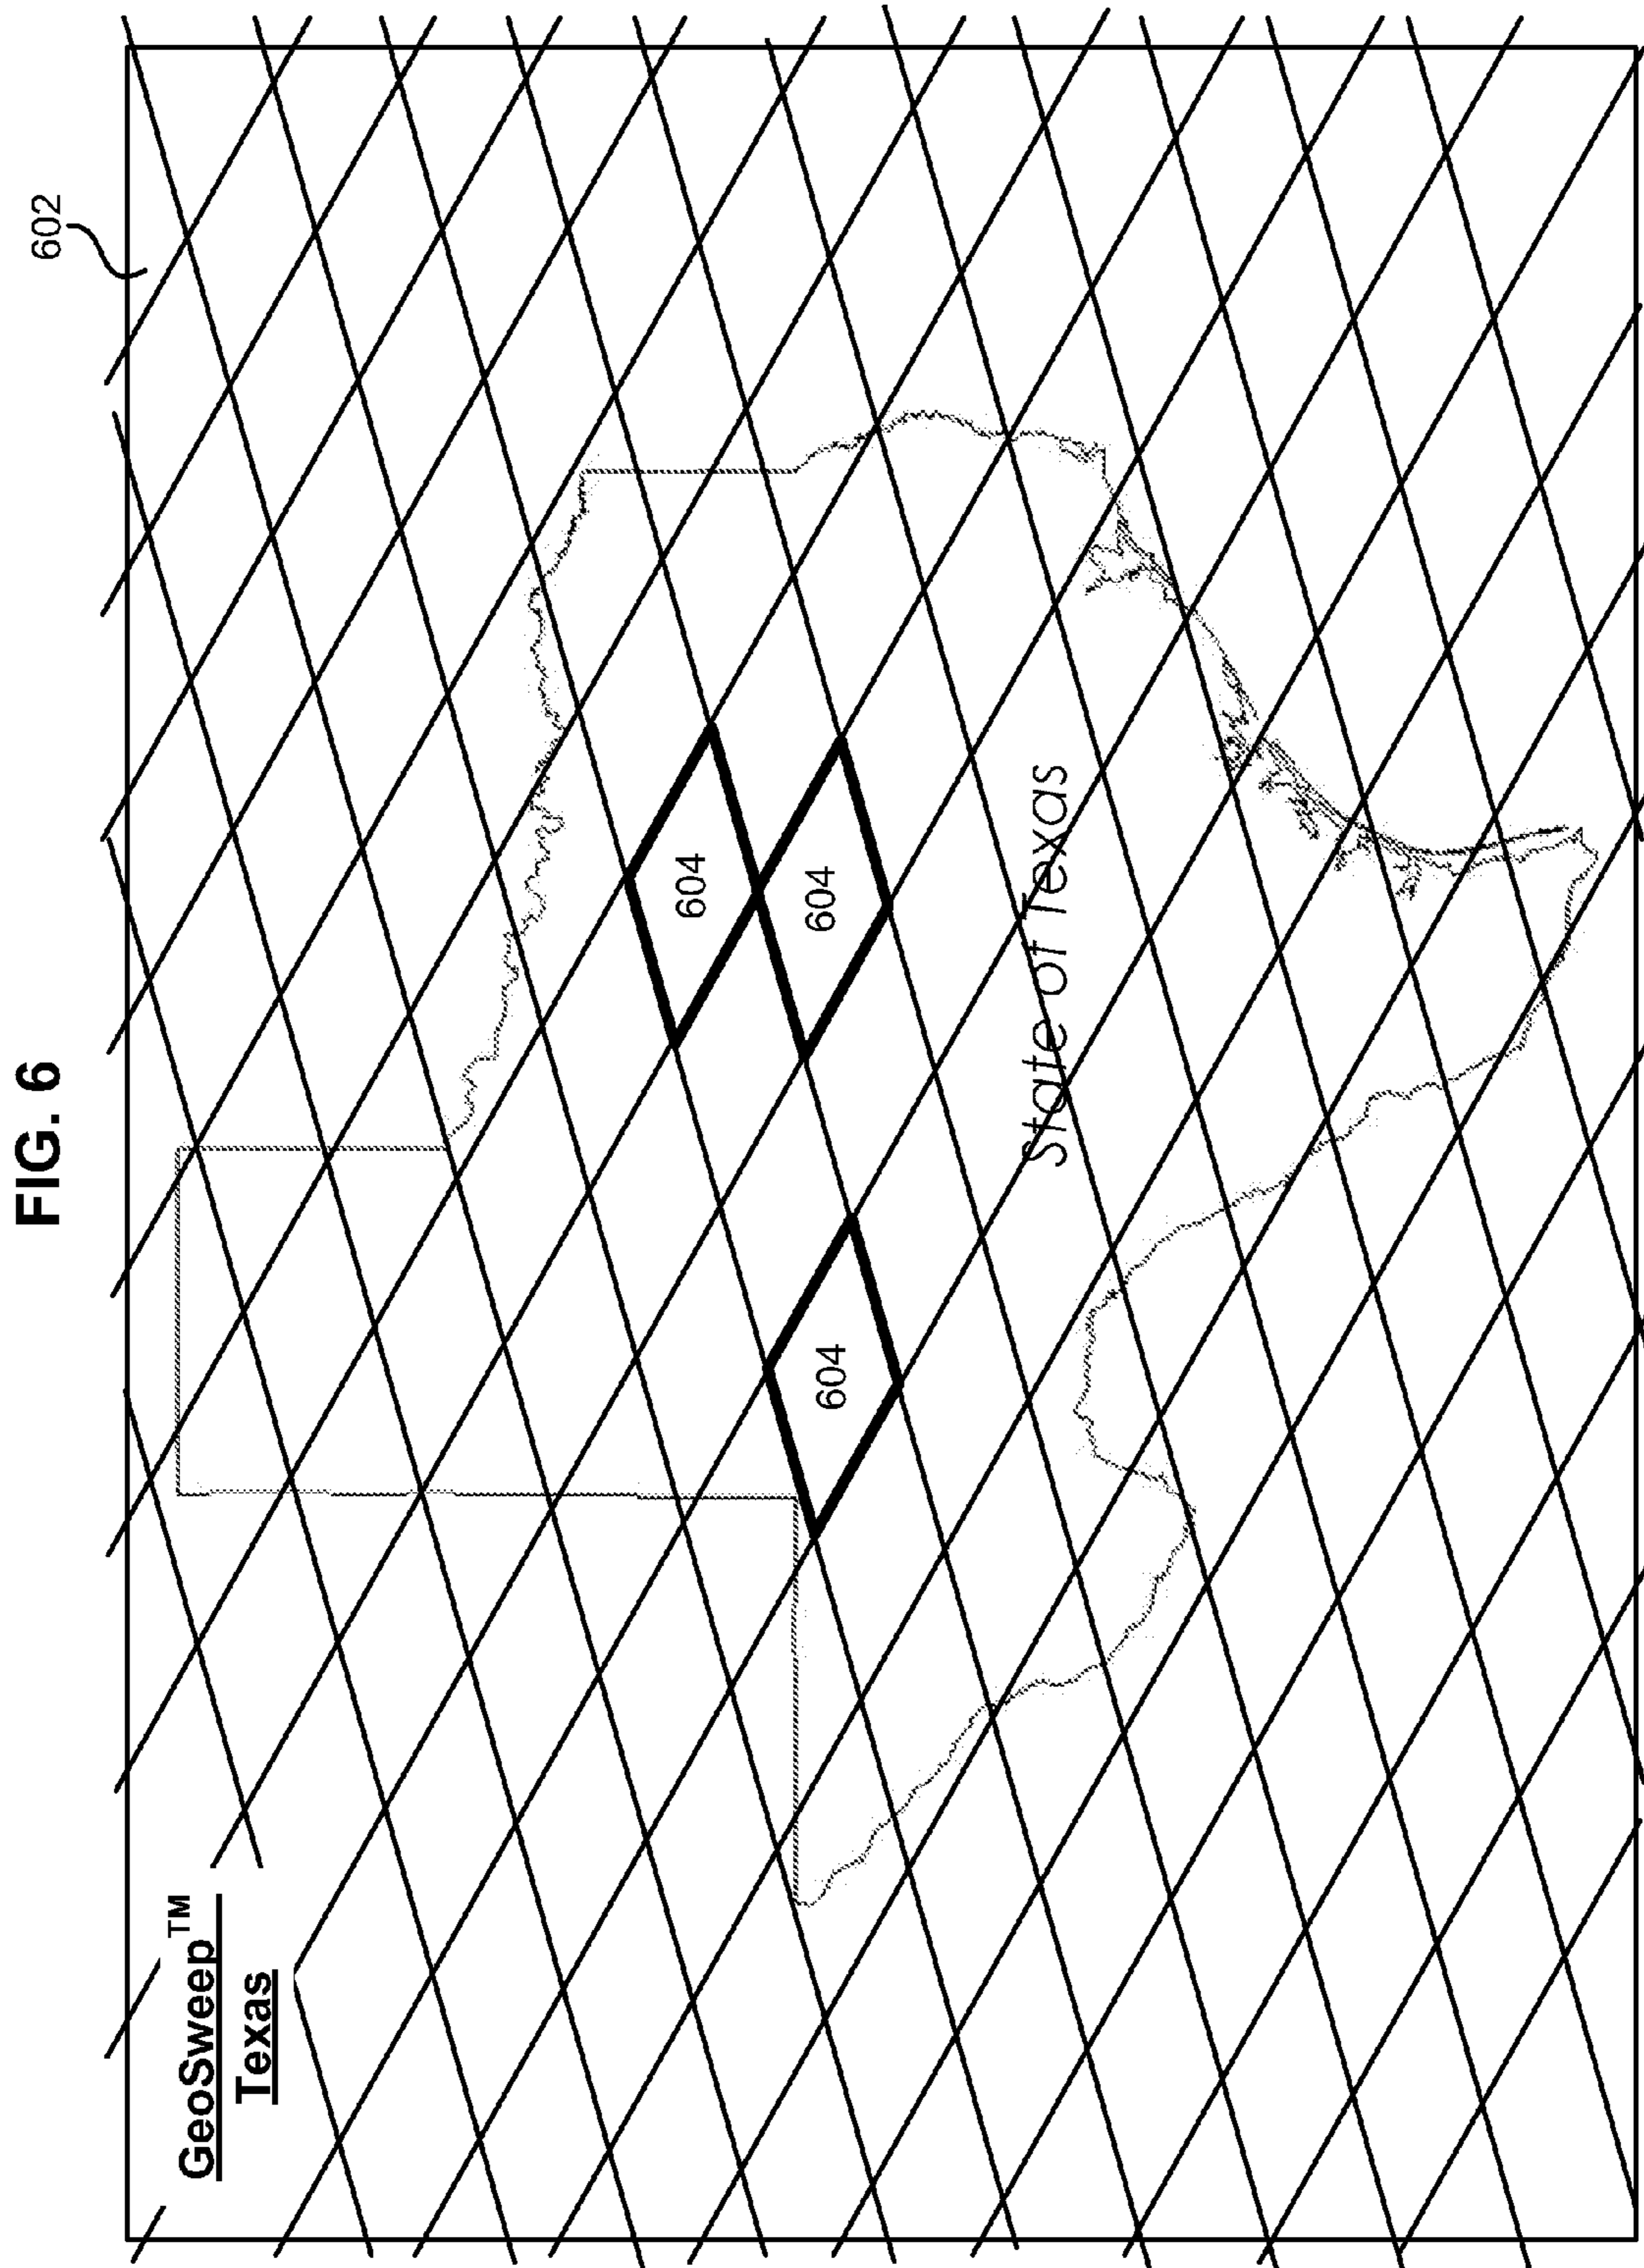 FIG. 6
602
GeoSweep™
Texas
604
604
604
State of Texas